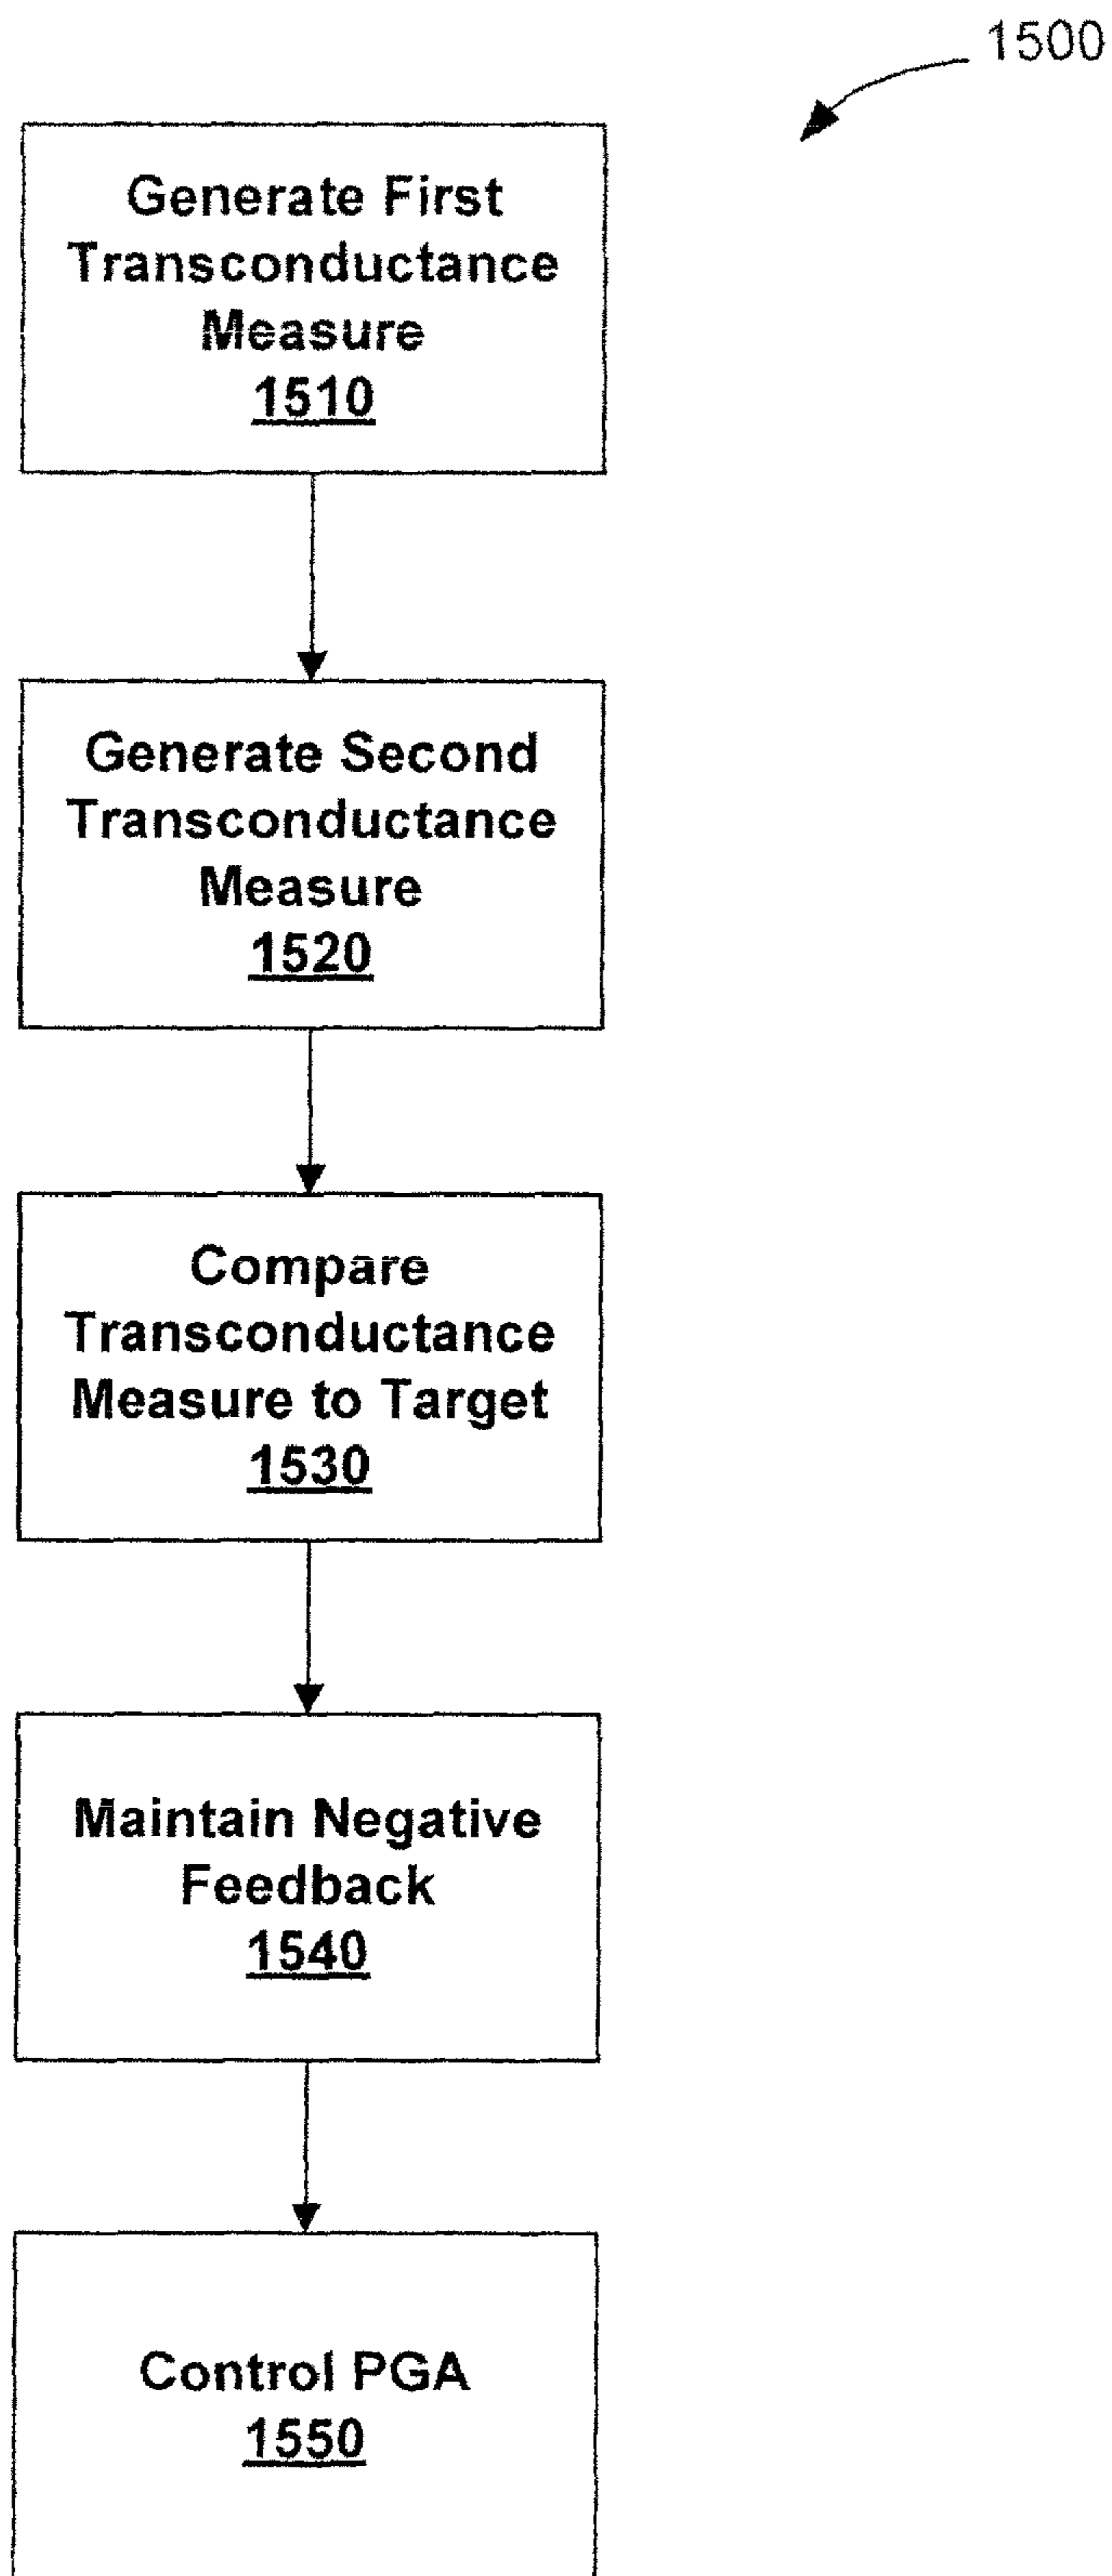 1500
Generate First
Transconductance
Measure
1510
Generate Second
Transconductance
Measure
1520
Compare
Transconductance
Measure to Target
1530
Maintain Negative
Feedback
1540
Control PGA
1550